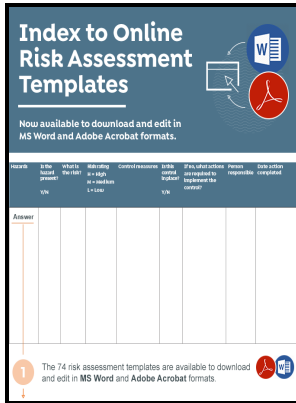 Index to Online
Risk Assessment
Templates
Now available to download and edit in
MS Word and Adobe Acrobat formats.
Hazards
Is the
hazard
present?
Y/N
What is
the risk?
Risk rating
H = High
M = Medium
L = Low
Control measures
Is this
control
in place?
Y/N
If no, what actions
are required to
implement the
control?
Person
responsible
Date action
completed
Answer
1
The 74 risk assessment templates are available to download
and edit in MS Word and Adobe Acrobat formats.
W
W